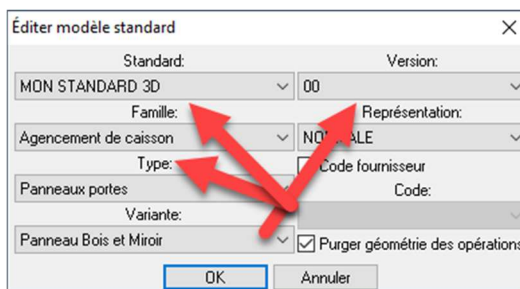 Éditer modèle standard
Standard: Version:
MON STANDARD 3D 00
Famille: Représentation:
Agencement de caisson
Type: Code fournisseur
Panneaux portes Code:
Variante:
Panneau Bois et Miroir Purger géométrie des opérations
OK Annuler